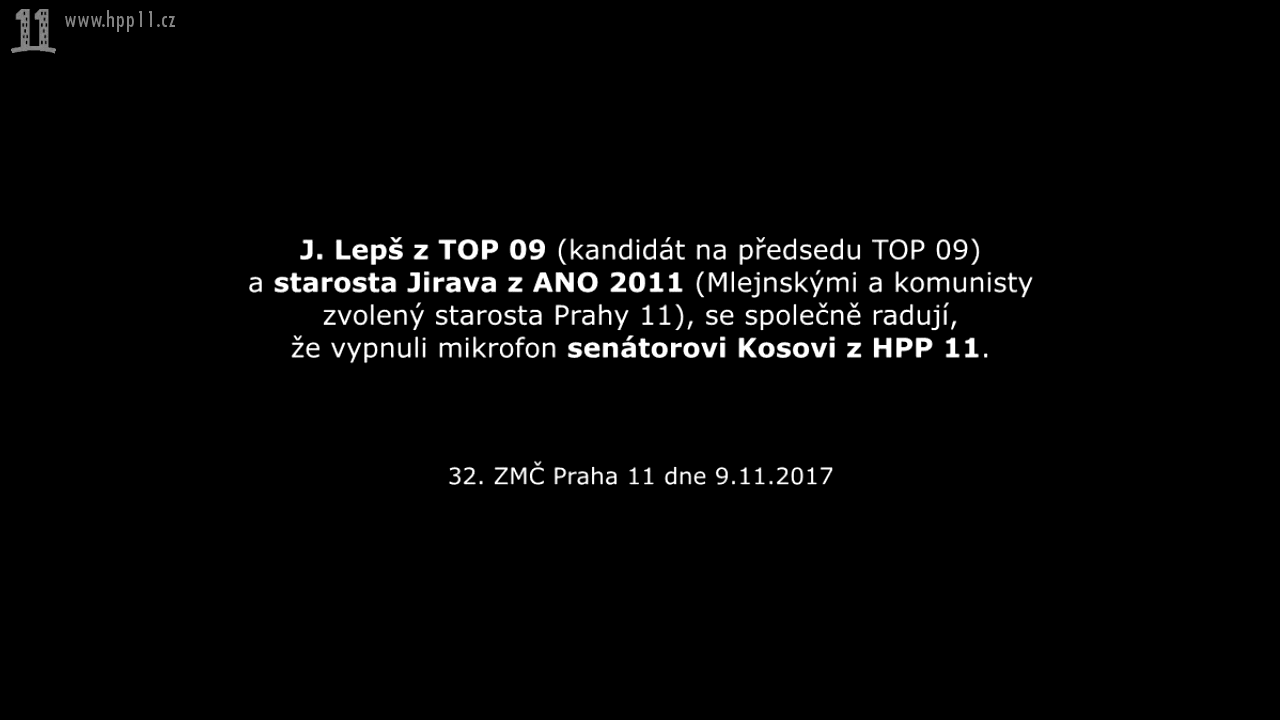 11 www.hpp11.cz
J. Lepš z TOP 09 (kandidát na předsedu TOP 09)
a starosta Jirava z ANO 2011 (Mlejnskými a komunisty
zvolený starosta Prahy 11), se společně radují,
že vypnuli mikrofon senátorovi Kosovi z HPP 11.
32. ZMČ Praha 11 dne 9.11.2017